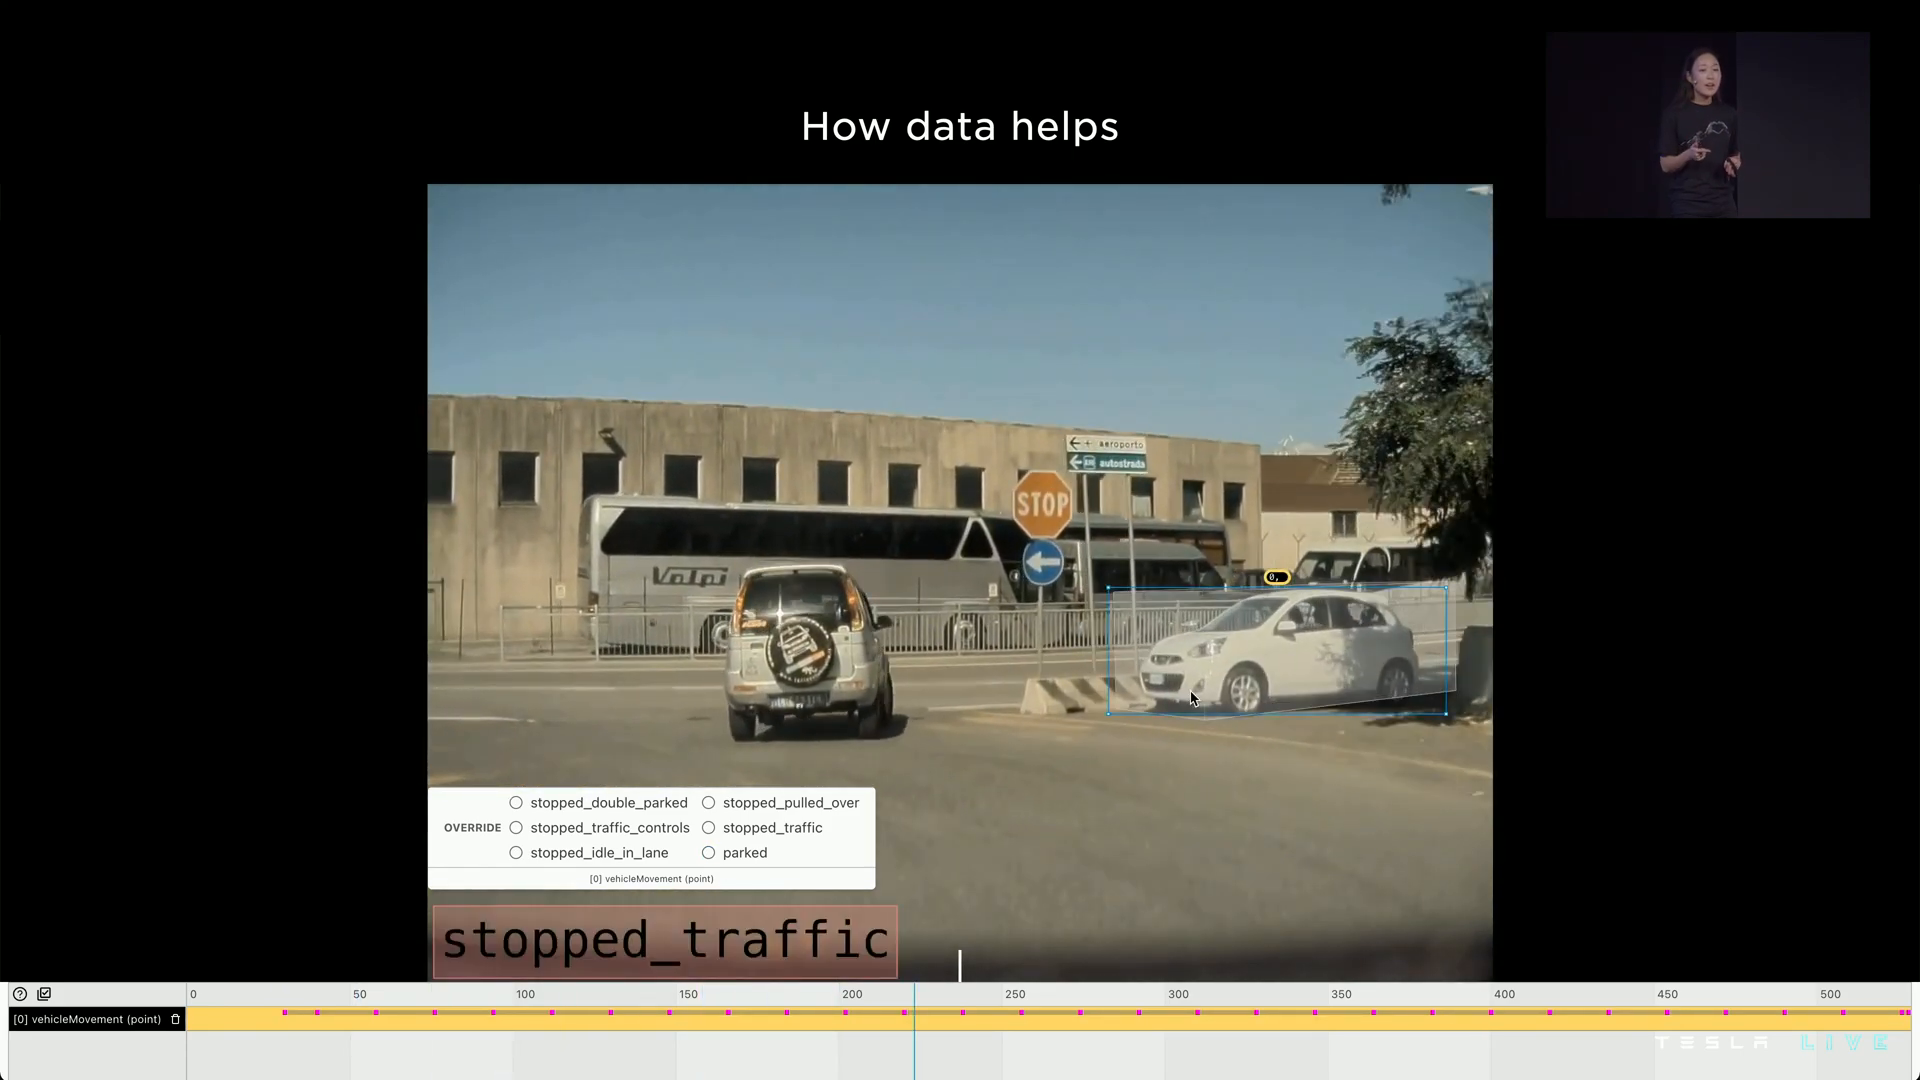 How data helps
aeroporto
autostrada
STOP
Volpi
0,
stopped_double_parked
stopped_pulled_over
OVERRIDE
stopped_traffic_controls
stopped_traffic
stopped_idle_in_lane
parked
[0] vehicleMovement (point)
stopped_traffic
0 50 100 150 200 250 300 350 400 450 500
[0] vehicleMovement (point)
TESLA LIVE